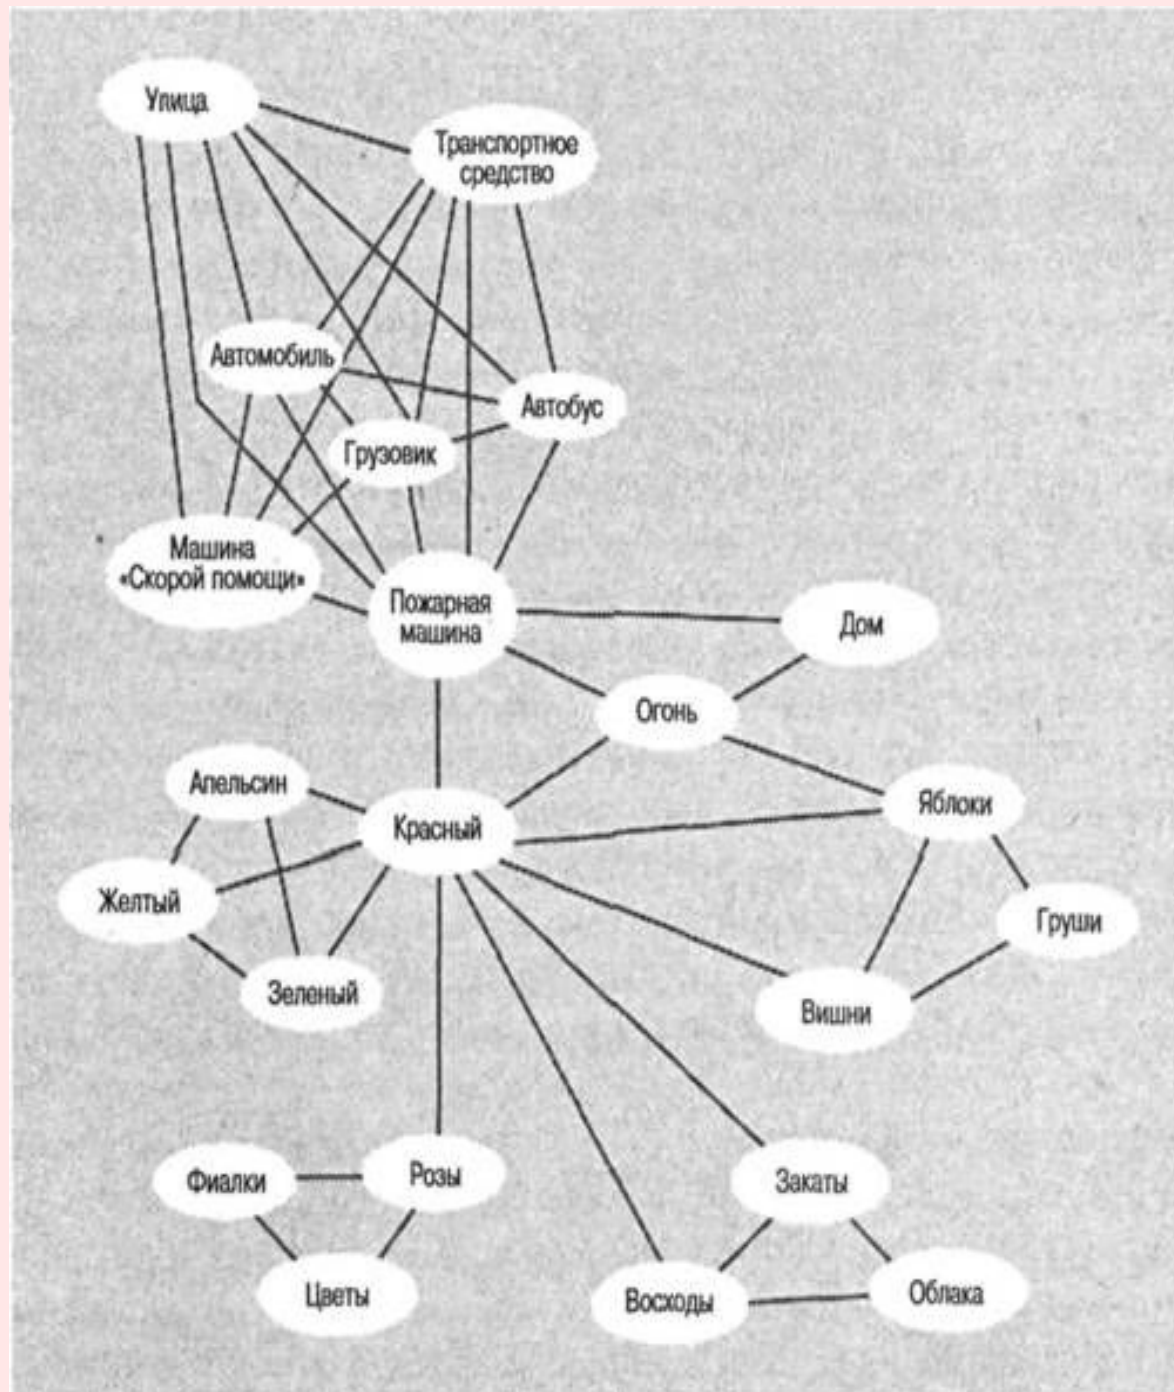 Улица
Транспортное
средство
Автомобиль
Автобус
Грузовик
Машина
«Скорой помощи»
Пожарная
машина
Дом
Огонь
Апельсин
Яблоки
Красный
Желтый
Груши
Зеленый
Вишни
Фиалки
Розы
Закаты
Цветы
Восходы
Облака